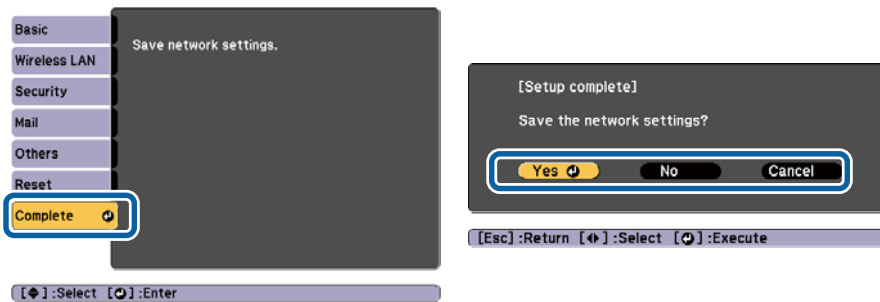 Basic
Wireless LAN
Security
Mail
Others
Reset
Complete
Save network settings.
[◆]:Select [⏎]:Enter
[Setup complete]
Save the network settings?
Yes No Cancel
[Esc]:Return [◀▶]:Select [⏎]:Execute